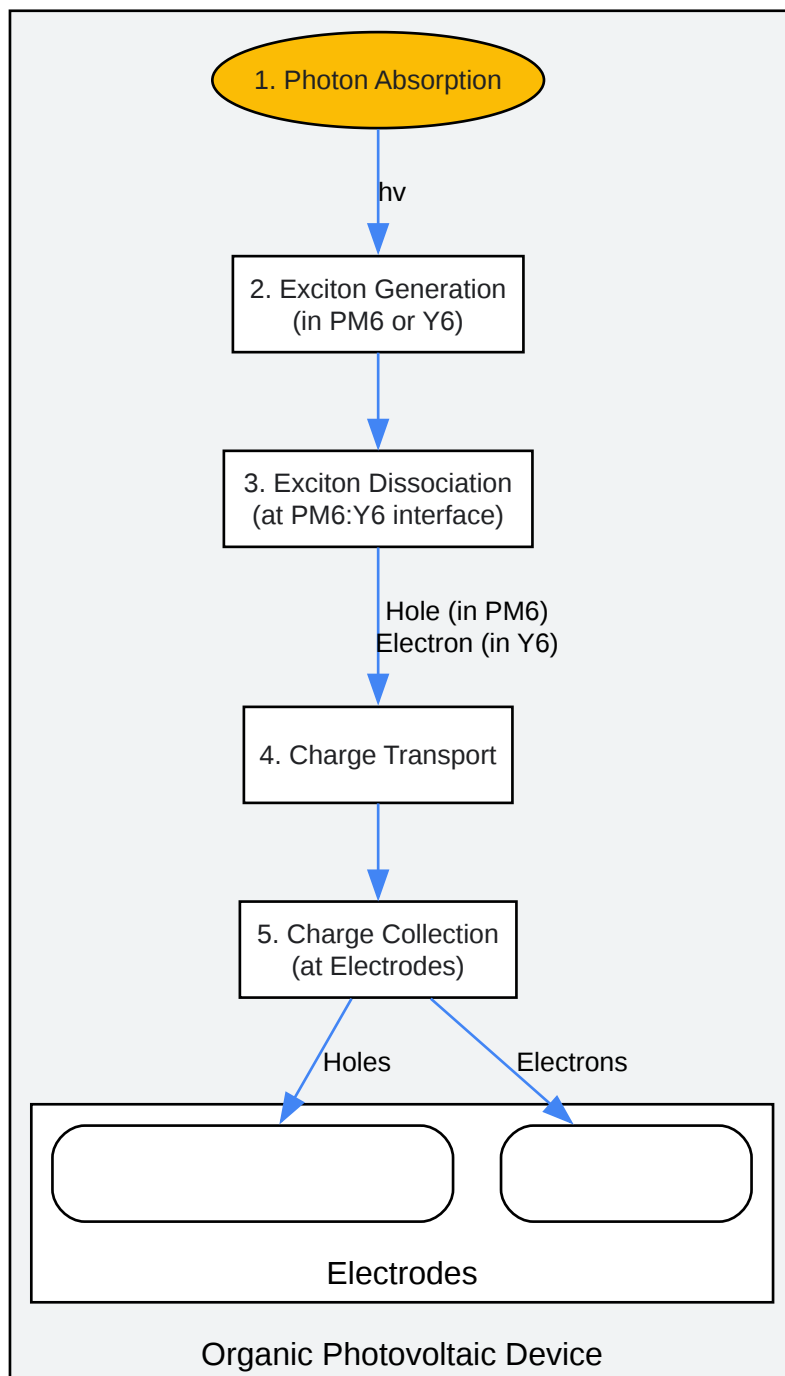 1. Photon Absorption
hv
2. Exciton Generation
(in PM6 or Y6)
3. Exciton Dissociation
(at PM6:Y6 interface)
Hole (in PM6)
Electron (in Y6)
4. Charge Transport
5. Charge Collection
(at Electrodes)
Holes
Electrons
Electrodes
Organic Photovoltaic Device